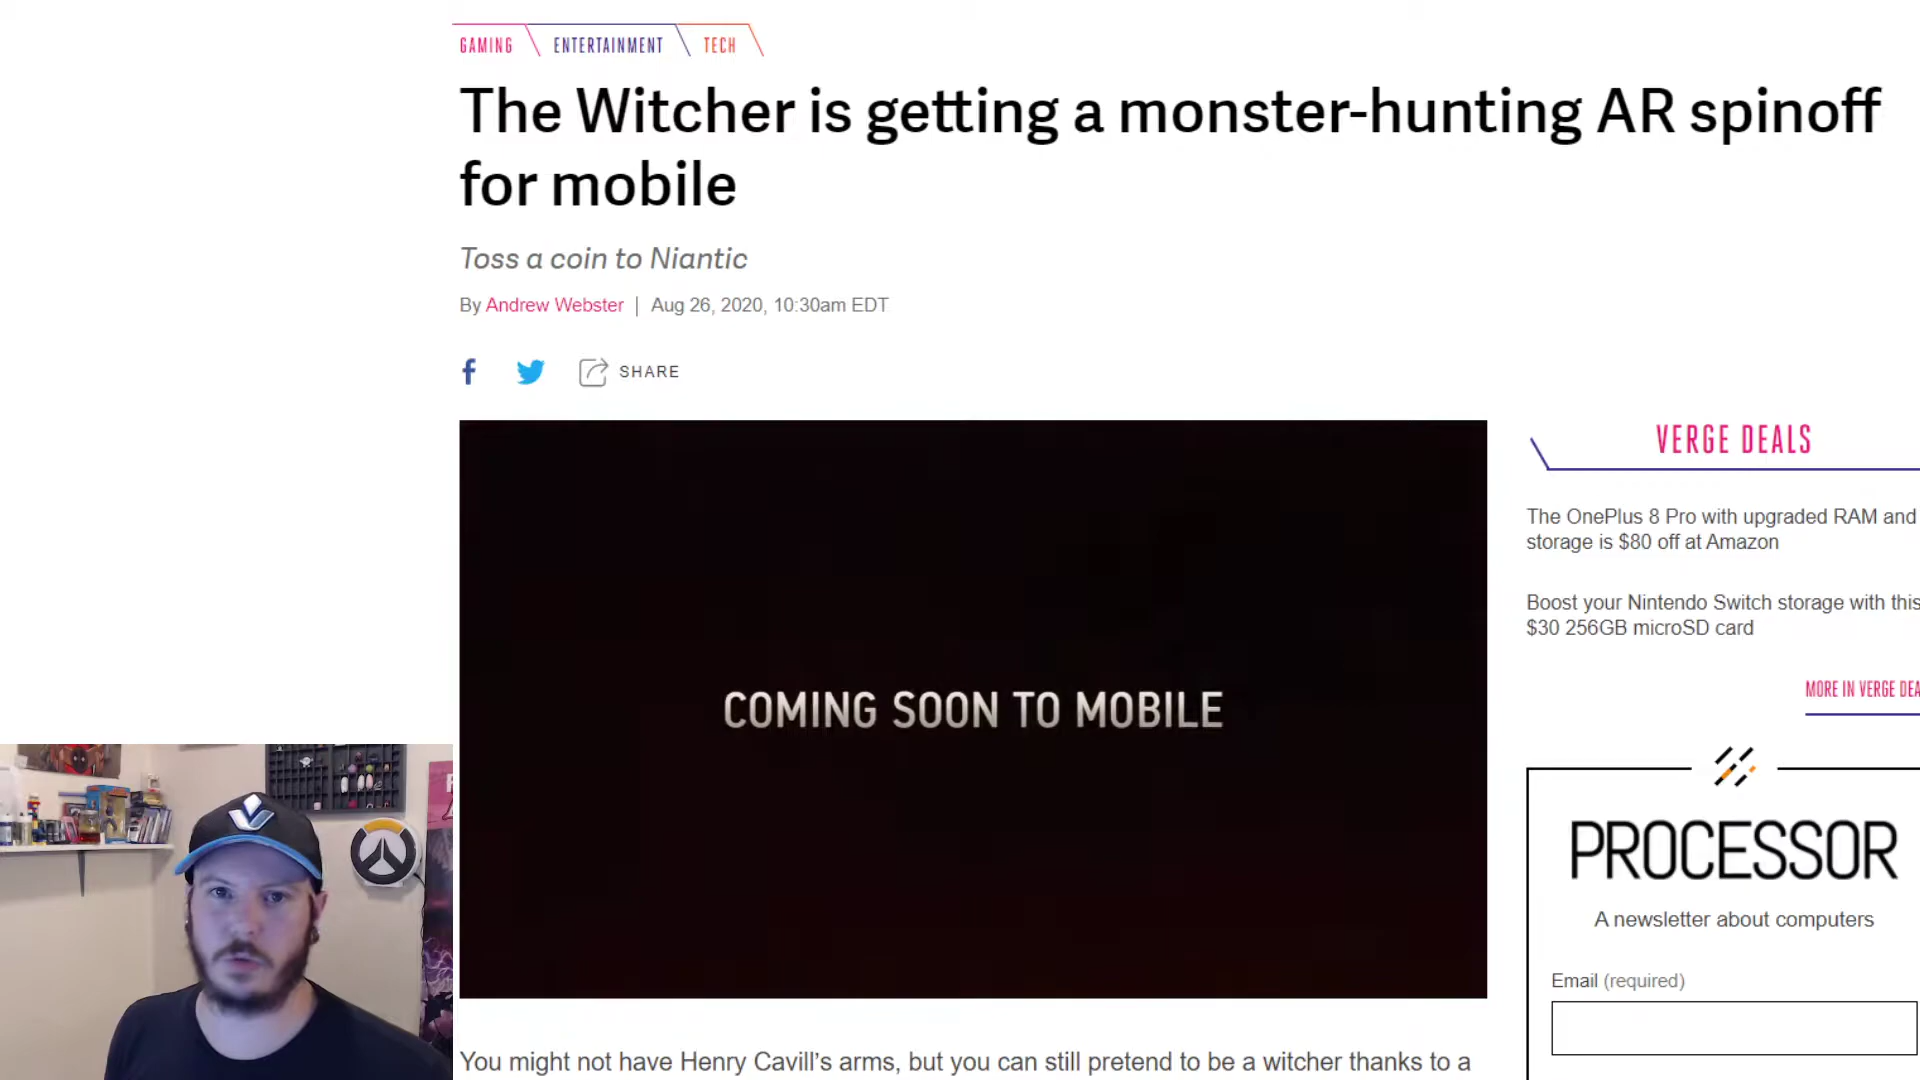 GAMING ENTERTAINMENT TECH
The Witcher is getting a monster-hunting AR spinoff
for mobile
Toss a coin to Niantic
By Andrew Webster | Aug 26, 2020, 10:30am EDT
SHARE
COMING SOON TO MOBILE
VERGE DEALS
The OnePlus 8 Pro with upgraded RAM and
storage is $80 off at Amazon
Boost your Nintendo Switch storage with this
$30 256GB microSD card
MORE IN VERGE DEA
PROCESSOR
A newsletter about computers
Email (required)
You might not have Henry Cavill’s arms, but you can still pretend to be a witcher thanks to a